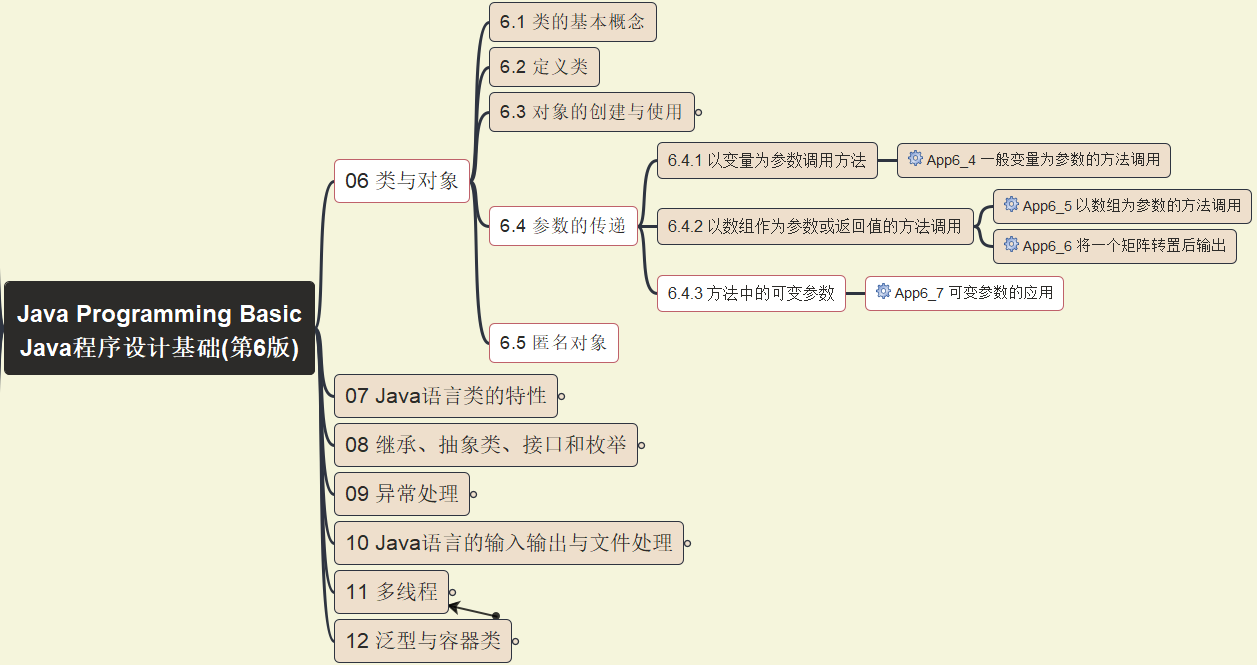 Java Programming Basic
Java程序设计基础(第6版)
06 类与对象
6.1 类的基本概念
6.2 定义类
6.3 对象的创建与使用
6.4 参数的传递
6.4.1 以变量为参数调用方法
App6_4 一般变量为参数的方法调用
6.4.2 以数组作为参数或返回值的方法调用
App6_5 以数组为参数的方法调用
App6_6 将一个矩阵转置后输出
6.4.3 方法中的可变参数
App6_7 可变参数的应用
6.5 匿名对象
07 Java语言类的特性
08 继承、抽象类、接口和枚举
09 异常处理
10 Java语言的输入输出与文件处理
11 多线程
12 泛型与容器类